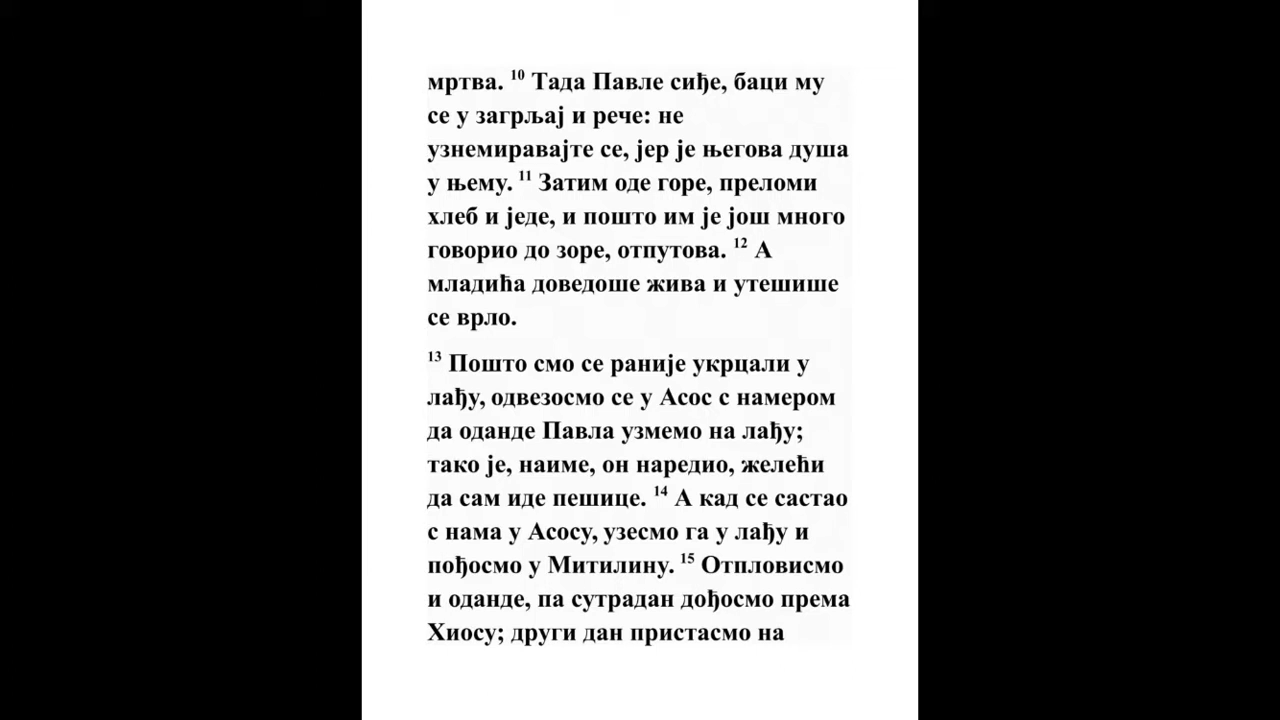 мртва. 10 Тада Павле сиђе, баци му
се у загрљај и рече: не
узнемиравајте се, јер је његова душа
у њему. 11 Затим оде горе, преломи
хлеб и једе, и пошто им је још много
говорио до зоре, отпутова. 12 А
младића доведоше жива и утешише
се врло.
13 Пошто смо се раније укрцали у
лађу, одвезосмо се у Асос с намером
да оданде Павла узмемо на лађу;
тако је, наиме, он наредио, желећи
да сам иде пешице. 14 А кад се састао
с нама у Асосу, узесмо га у лађу и
пођосмо у Митилину. 15 Отпловисмо
и оданде, па сутрадан дођосмо према
Хиосу; други дан пристасмо на